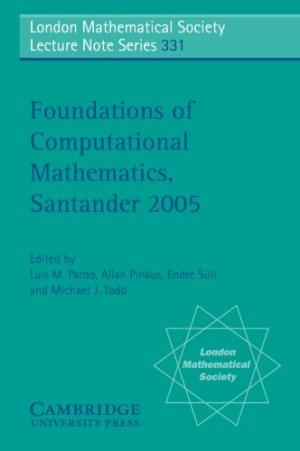 London Mathematical Society
Lecture Note Series 331
Foundations of
Computational
Mathematics,
Santander 2005
Edited by
Luis M. Pardo, Allan Pinkus, Endre Süli
and Michael J. Todd
London
Mathematical
Society
CAMBRIDGE
UNIVERSITY PRESS